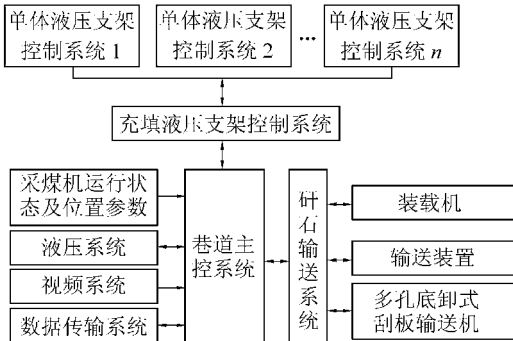 单体液压支架 单体液压支架 单体液压支架
控制系统 1 控制系统 2 … 控制系统 n
充填液压支架控制系统
采煤机运行状
态及位置参数
液压系统
视频系统
数据传输系统
巷道主
控系统
矸
石
输
送
系
统
装载机
输送装置
多孔底卸式
刮板输送机